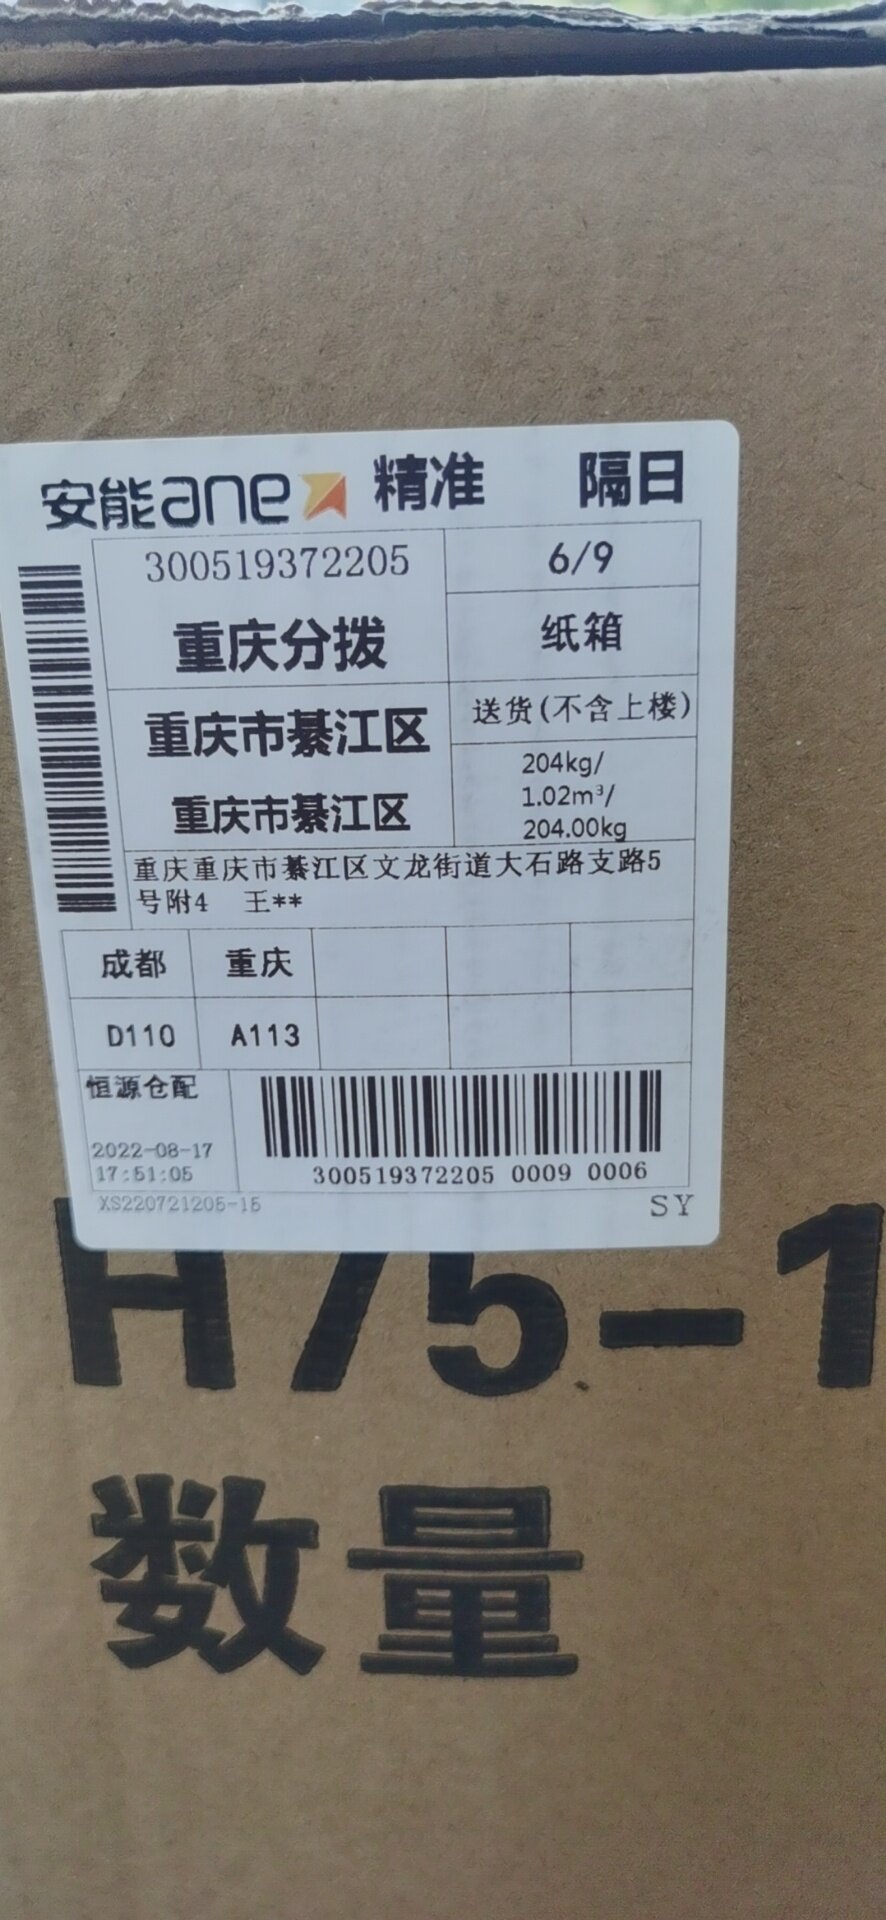 安能ane 精准 隔日
300519372205
6/9
重庆分拨
纸箱
重庆市綦江区
送货(不含上楼)
重庆市綦江区
204kg/
1.02m³/
204.00kg
重庆重庆市綦江区文龙街道大石路支路5
号附4 王**
成都 重庆
D110 A113
恒源仓配
2022-08-17
17:51:05
300519372205 0009 0006
XS220721205-15
SY
H75-1
数量